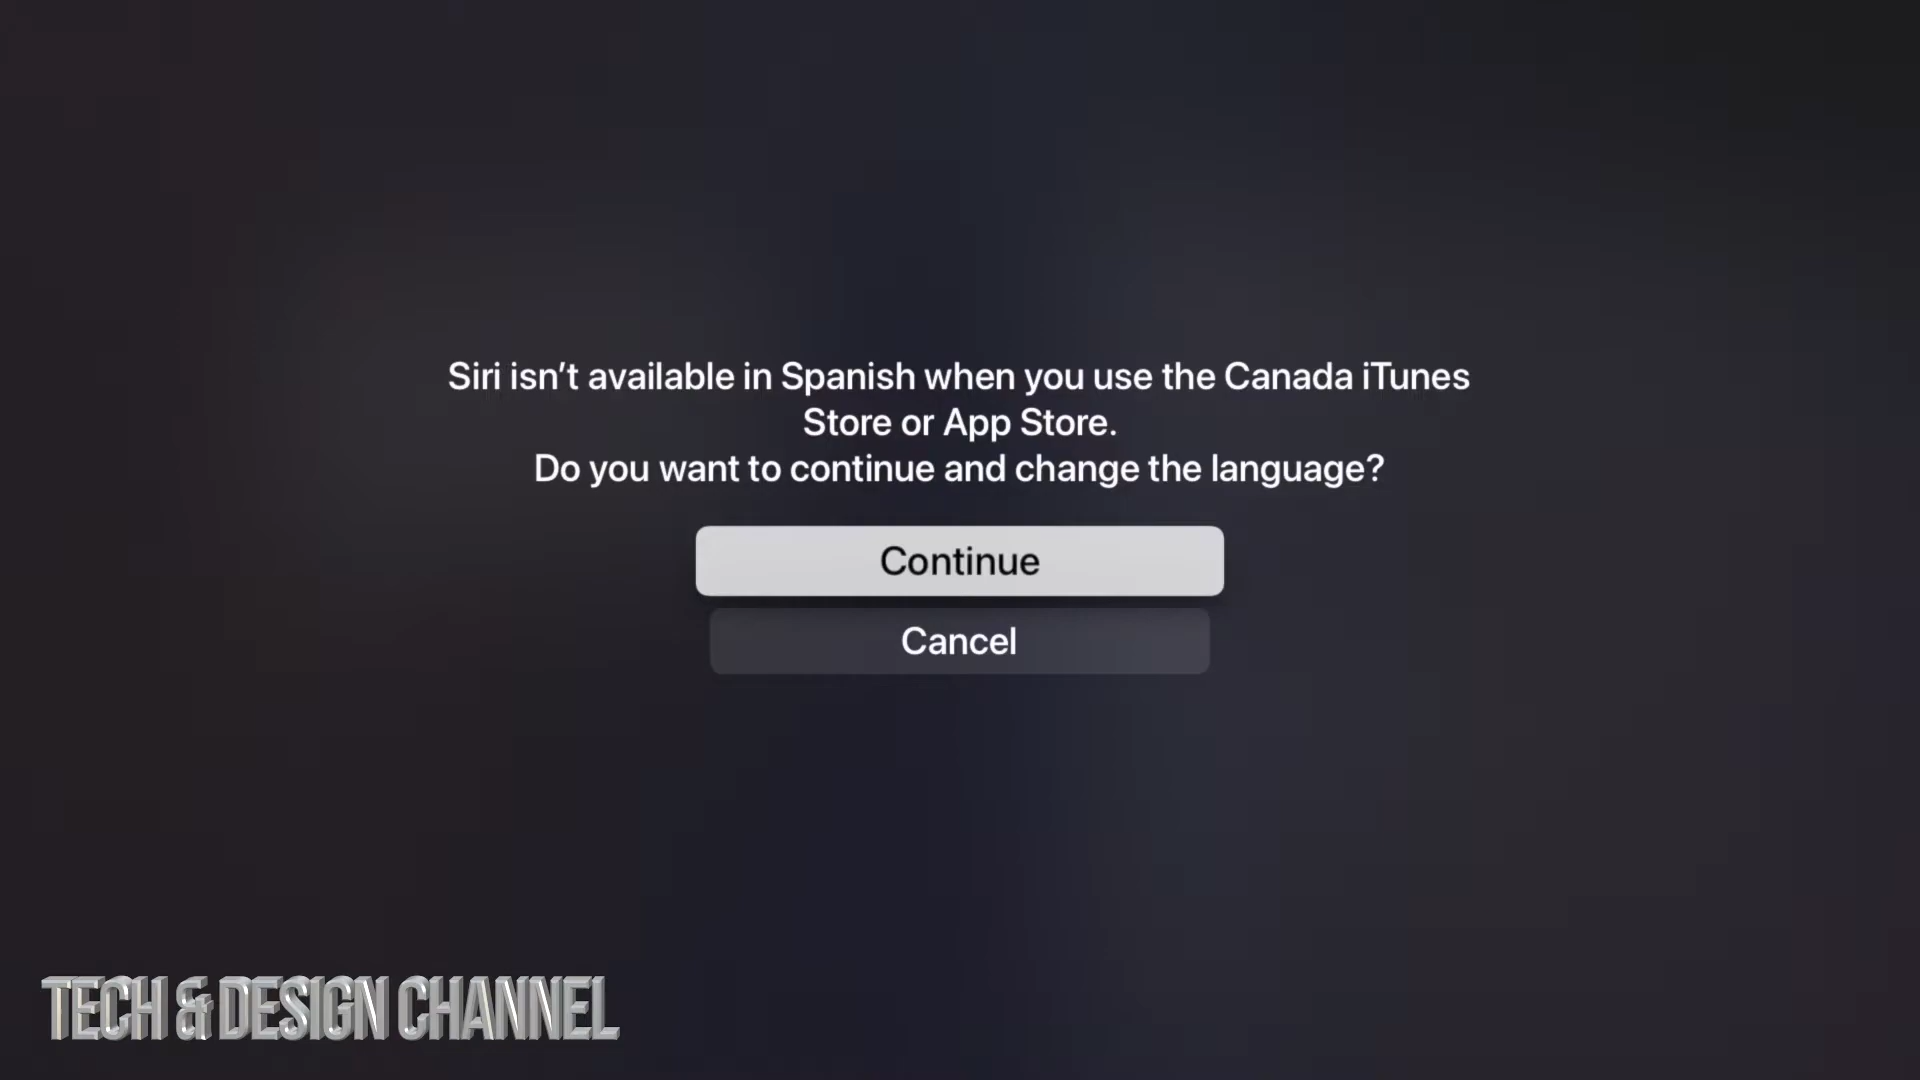 Siri isn’t available in Spanish when you use the Canada iTunes
Store or App Store.
Do you want to continue and change the language?
Continue
Cancel
TECH & DESIGN CHANNEL